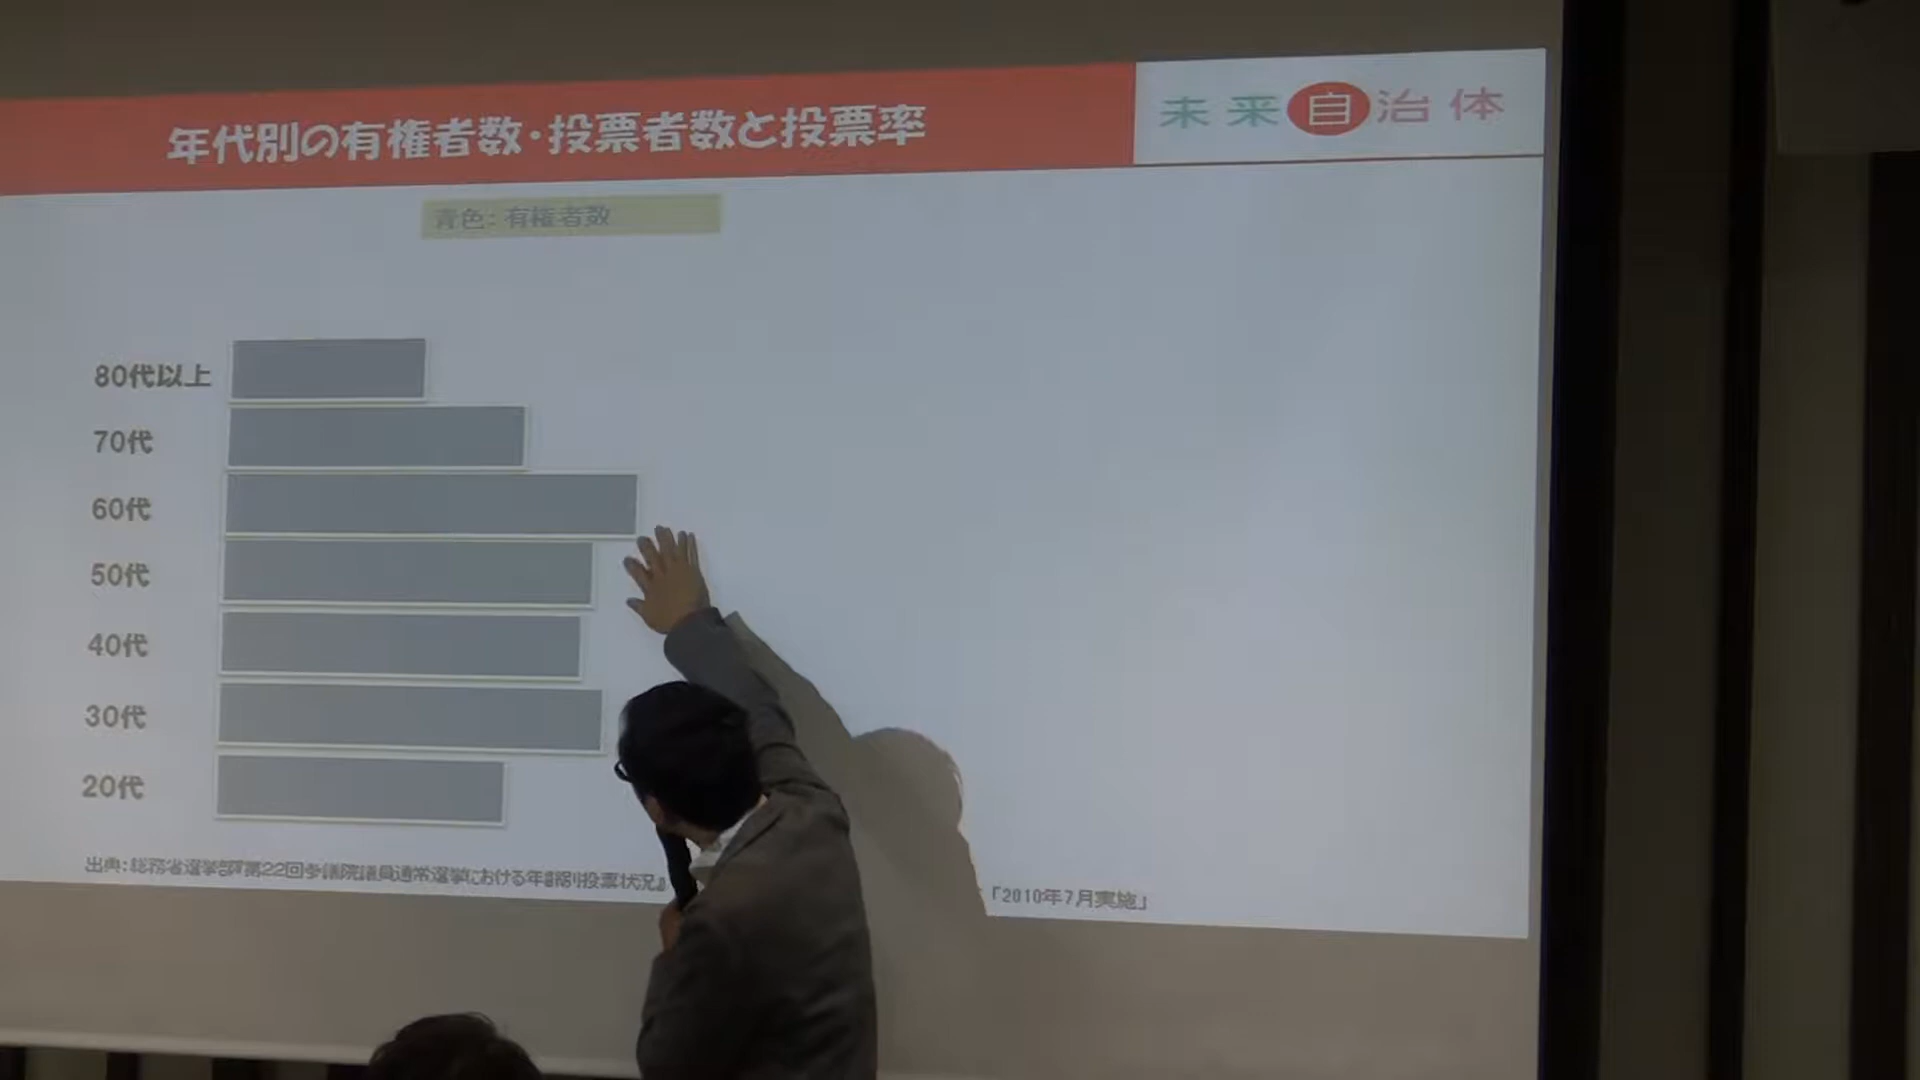 年代別の有権者数・投票者数と投票率
未来自治体
青色：有権者数
80代以上
70代
60代
50代
40代
30代
20代
出典：総務省選挙部『第22回参議院議員通常選挙における年齢別投票状況』
「2010年7月実施」